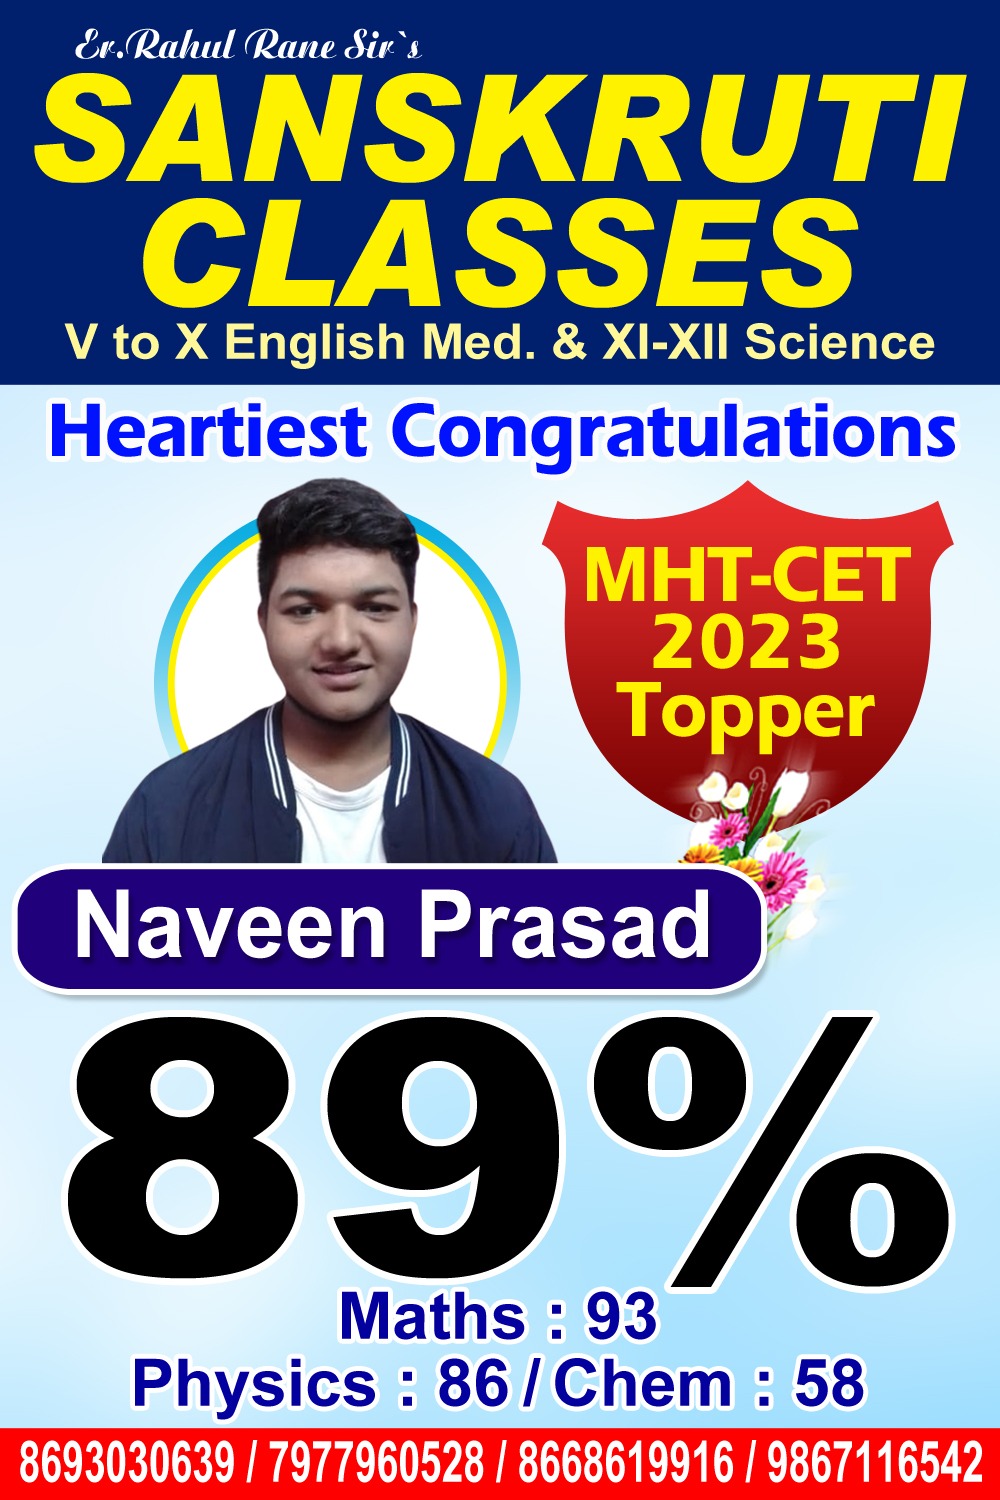 Er.Rahul Rane Sir`s
SANSKRUTI
CLASSES
V to X English Med. & XI-XII Science
Heartiest Congratulations
MHT-CET
2023
Topper
Naveen Prasad
89%
Maths : 93
Physics : 86 / Chem : 58
8693030639 / 7977960528 / 8668619916 / 9867116542